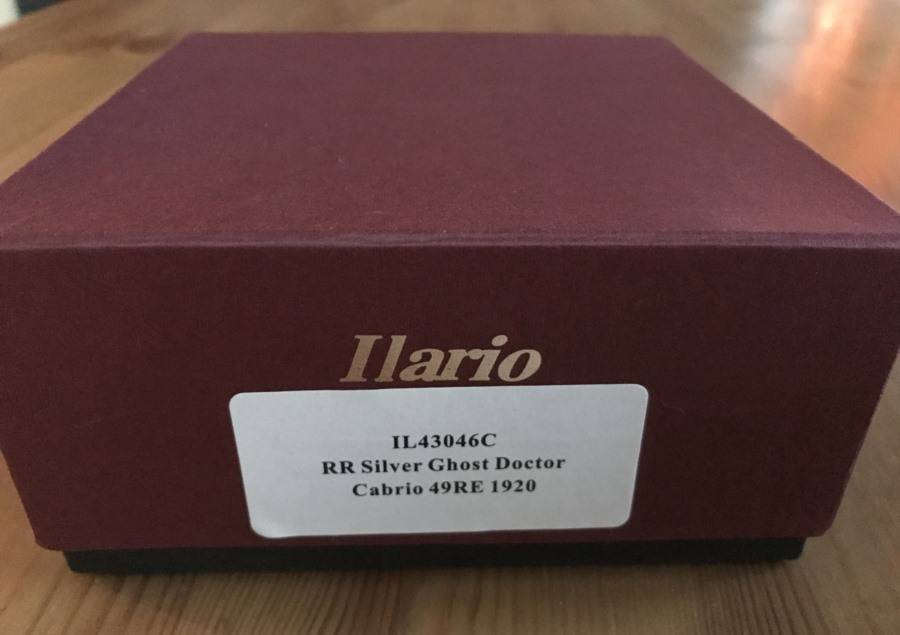 Ilario
IL43046C
RR Silver Ghost Doctor
Cabrio 49RE 1920